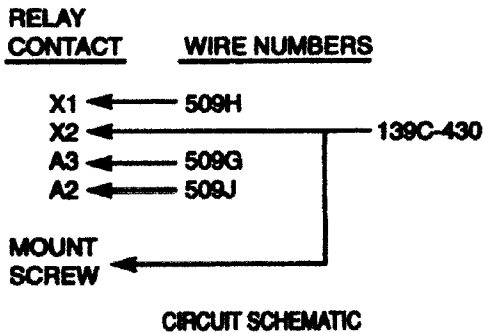 RELAY
CONTACT WIRE NUMBERS
X1 509H
X2 139C-430
A3 509G
A2 509J
MOUNT
SCREW
CIRCUIT SCHEMATIC